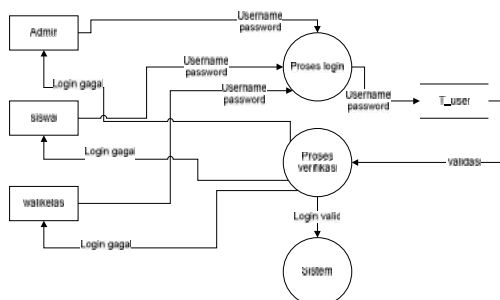 Username
password
Admin
Username
password
Proses login
Login gagal
Username
password
Username
password
T_user
siswa
Login gagal
Proses
verifikasi
validasi
walikelas
Login valid
Login gagal
Sistem